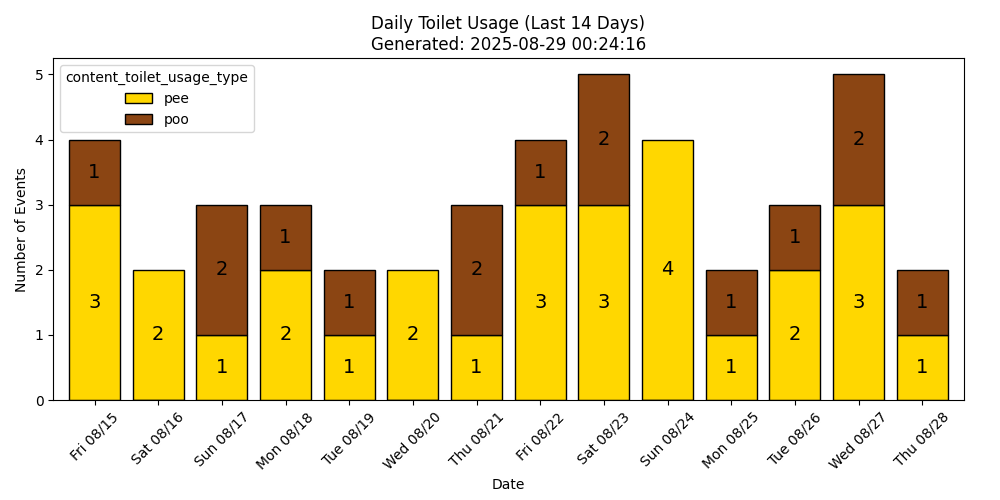 Daily Toilet Usage (Last 14 Days)
Generated: 2025-08-29 00:24:16
content_toilet_usage_type
pee
poo
Number of Events
5
4
3
2
1
0
1
3
2
2
1
1
2
1
1
2
2
1
1
3
2
3
4
1
1
1
2
2
3
1
1
Fri 08/15
Sat 08/16
Sun 08/17
Mon 08/18
Tue 08/19
Wed 08/20
Thu 08/21
Fri 08/22
Sat 08/23
Sun 08/24
Mon 08/25
Tue 08/26
Wed 08/27
Thu 08/28
Date